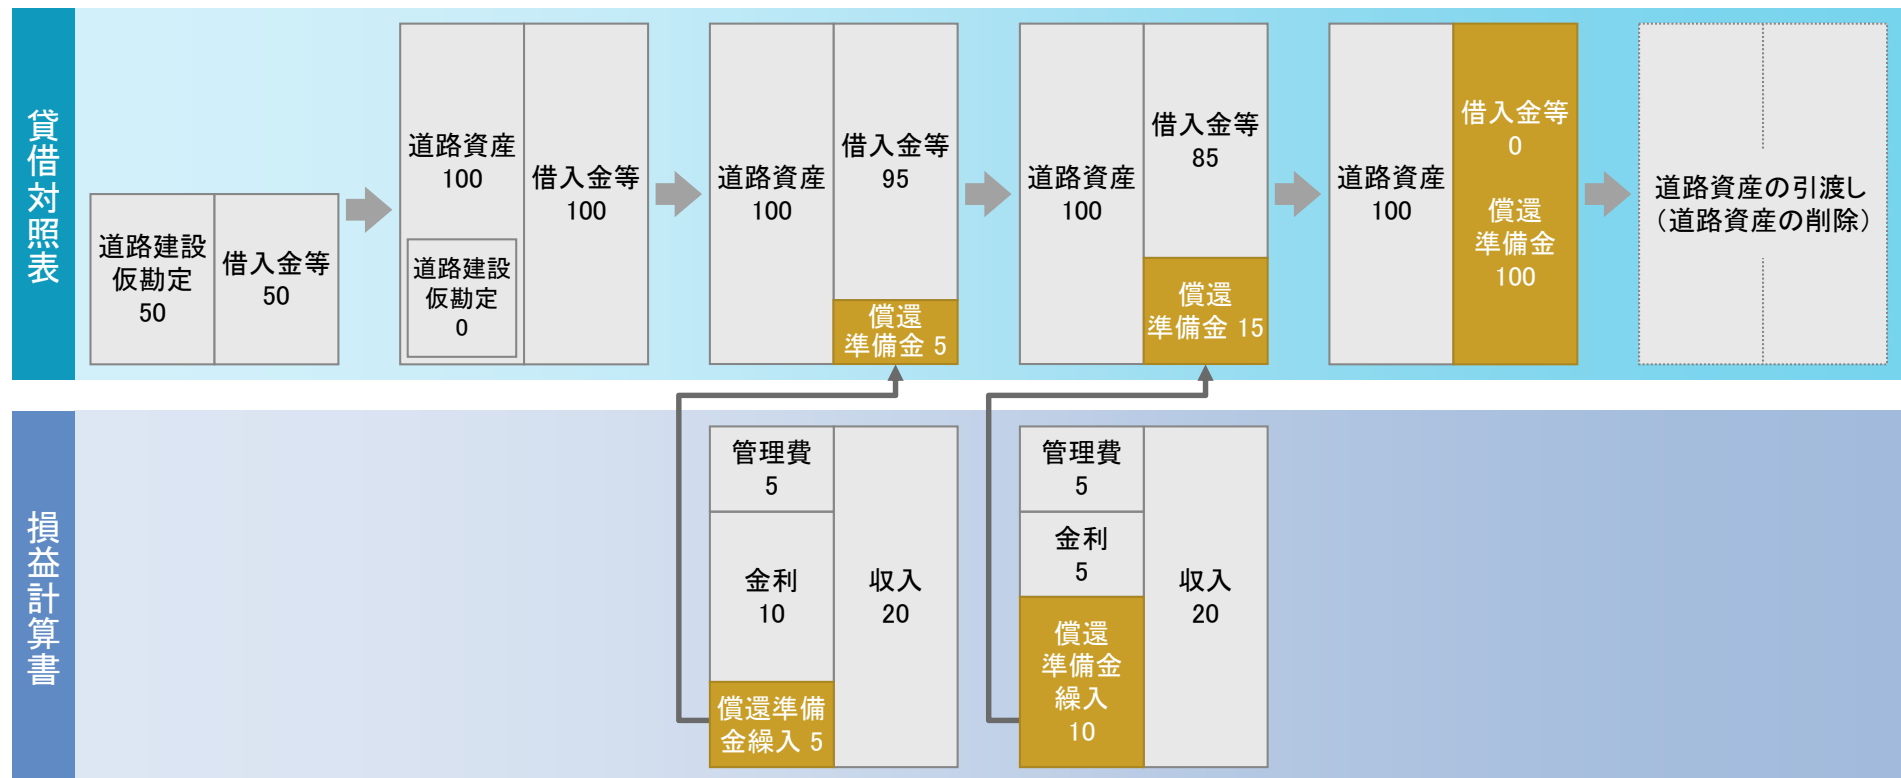 貸借対照表
道路建設
仮勘定
50
借入金等
50
道路資産
100
道路建設
仮勘定
0
借入金等
100
道路資産
100
借入金等
95
償還
準備金 5
道路資産
100
借入金等
85
償還
準備金 15
道路資産
100
借入金等
0
償還
準備金
100
道路資産の引渡し
（道路資産の削除）
損益計算書
管理費
5
金利
10
償還準備
金繰入 5
収入
20
管理費
5
金利
5
償還
準備金
繰入
10
収入
20